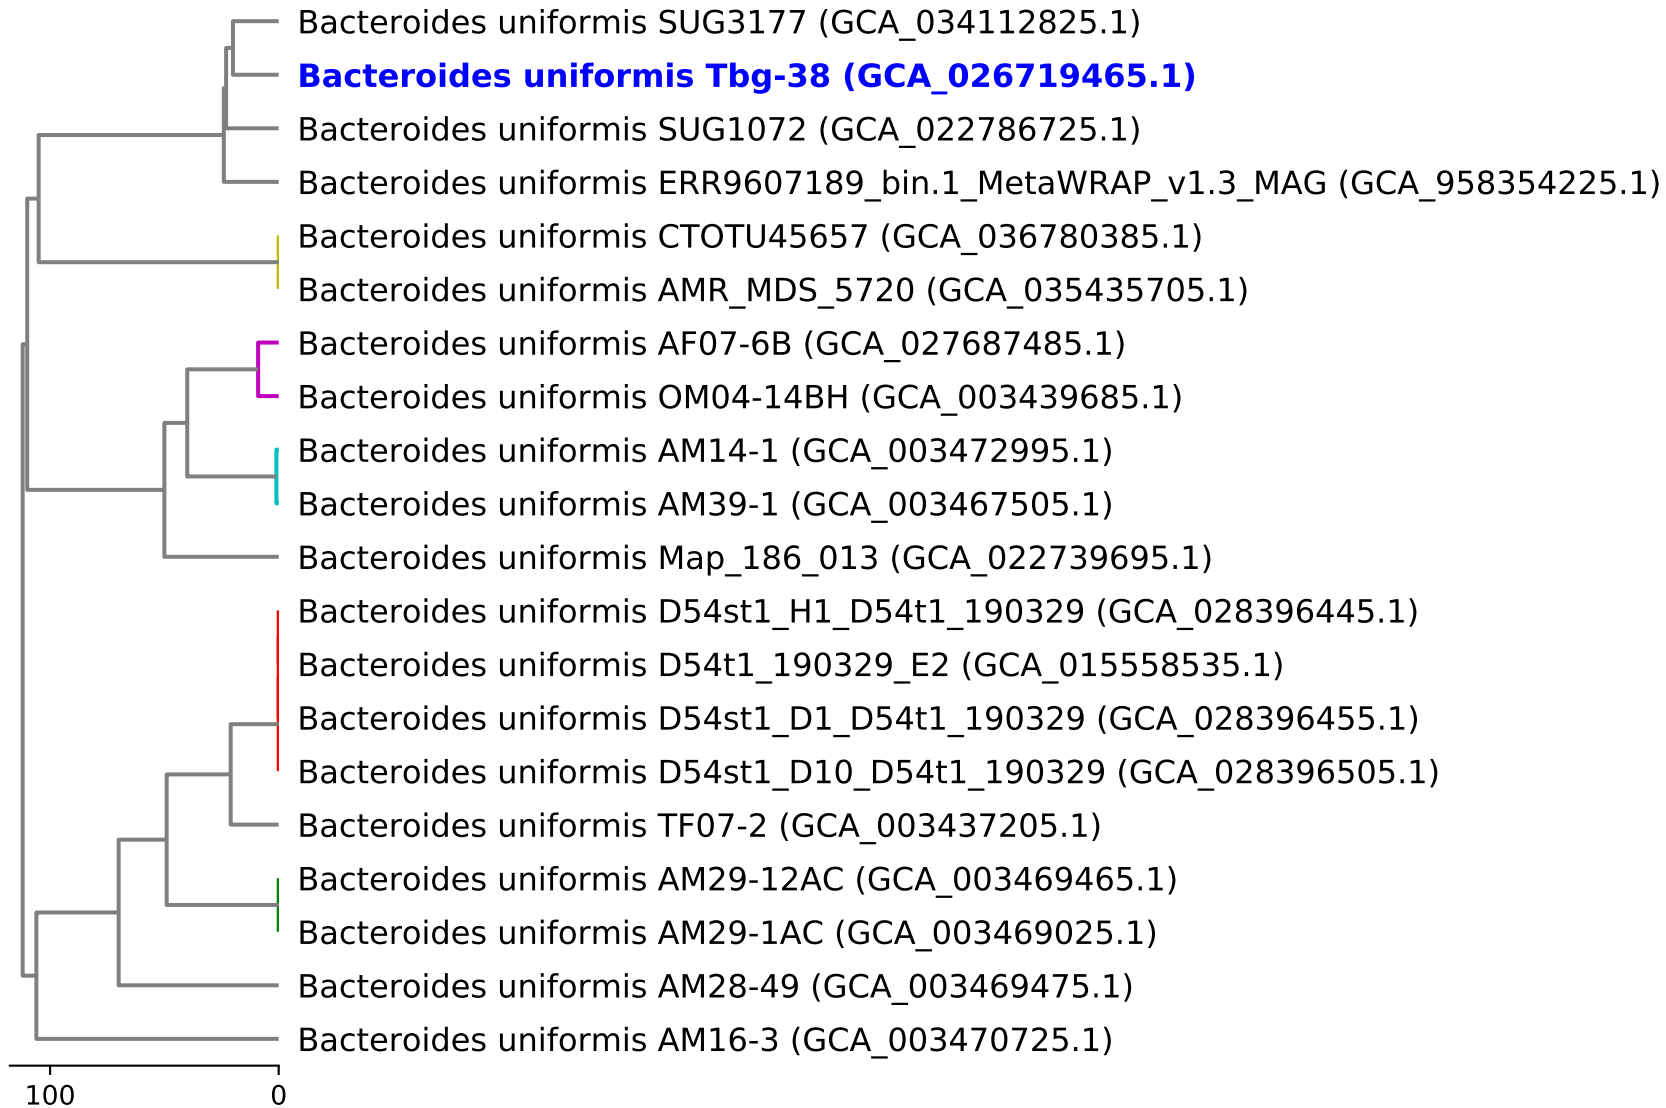 Bacteroides uniformis SUG3177 (GCA_034112825.1)
Bacteroides uniformis Tbg-38 (GCA_026719465.1)
Bacteroides uniformis SUG1072 (GCA_022786725.1)
Bacteroides uniformis ERR9607189_bin.1_MetaWRAP_v1.3_MAG (GCA_958354225.1)
Bacteroides uniformis CTOTU45657 (GCA_036780385.1)
Bacteroides uniformis AMR_MDS_5720 (GCA_035435705.1)
Bacteroides uniformis AF07-6B (GCA_027687485.1)
Bacteroides uniformis OM04-14BH (GCA_003439685.1)
Bacteroides uniformis AM14-1 (GCA_003472995.1)
Bacteroides uniformis AM39-1 (GCA_003467505.1)
Bacteroides uniformis Map_186_013 (GCA_022739695.1)
Bacteroides uniformis D54st1_H1_D54t1_190329 (GCA_028396445.1)
Bacteroides uniformis D54t1_190329_E2 (GCA_015558535.1)
Bacteroides uniformis D54st1_D1_D54t1_190329 (GCA_028396455.1)
Bacteroides uniformis D54st1_D10_D54t1_190329 (GCA_028396505.1)
Bacteroides uniformis TF07-2 (GCA_003437205.1)
Bacteroides uniformis AM29-12AC (GCA_003469465.1)
Bacteroides uniformis AM29-1AC (GCA_003469025.1)
Bacteroides uniformis AM28-49 (GCA_003469475.1)
Bacteroides uniformis AM16-3 (GCA_003470725.1)
100 0